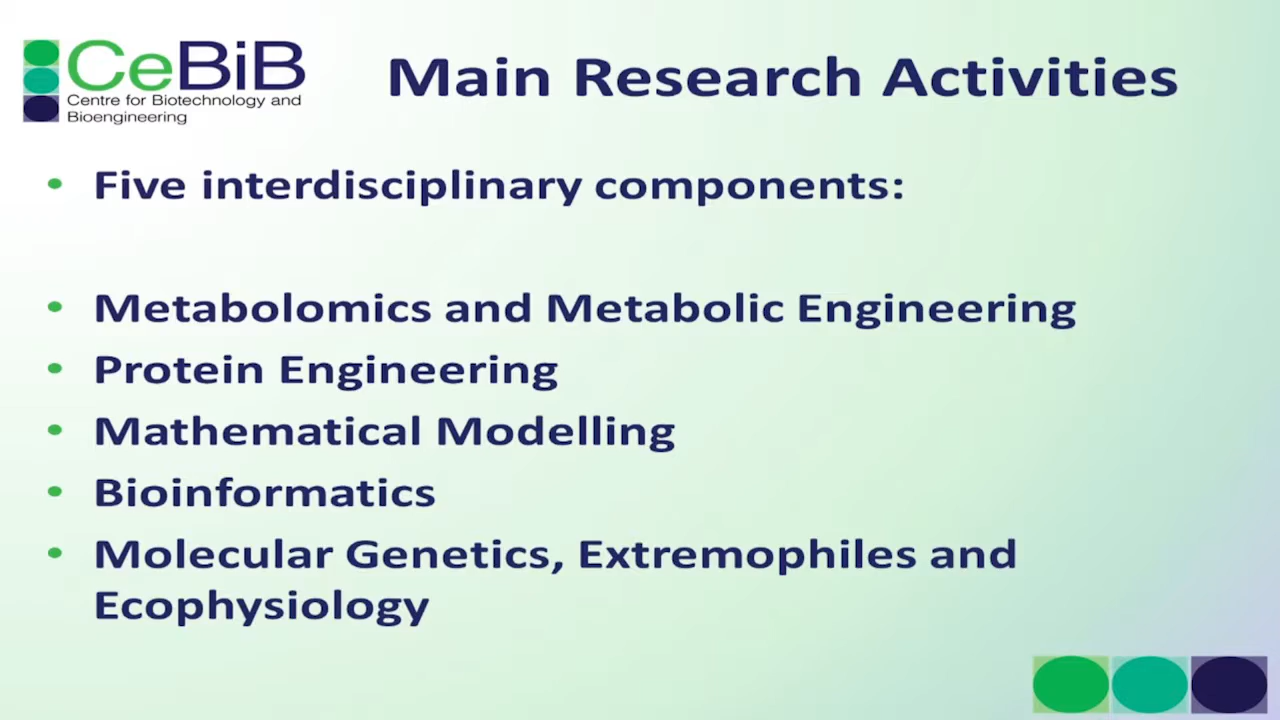 CeBiB
Centre for Biotechnology and
Bioengineering
Main Research Activities
• Five interdisciplinary components:
• Metabolomics and Metabolic Engineering
• Protein Engineering
• Mathematical Modelling
• Bioinformatics
• Molecular Genetics, Extremophiles and
Ecophysiology